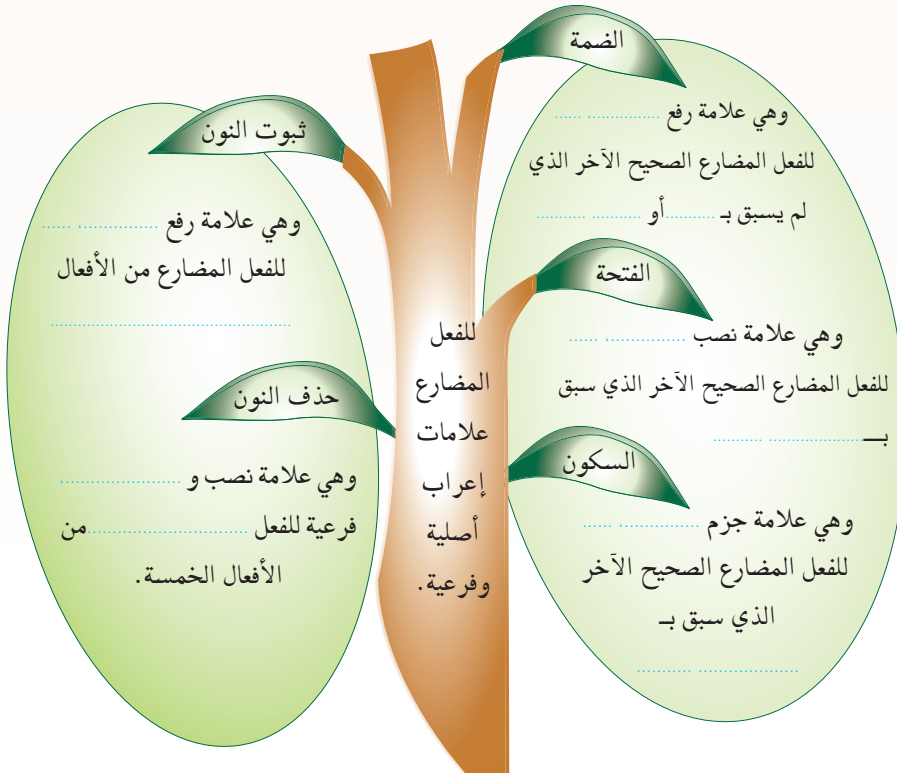 الضمة
وهي علامة رفع ............... .....
للفعل المضارع الصحيح الآخر الذي
لم يسبق بـ .......... أو .......... ..........
الفتحة
وهي علامة نصب ................ .....
للفعل المضارع الصحيح الآخر الذي سبق
بـــ .................. ..........
السكون
وهي علامة جزم ................ .....
للفعل المضارع الصحيح الآخر
الذي سبق بـ
.................... ............
للفعل
المضارع
علامات
إعراب
أصلية
وفرعية.
ثبوت النون
وهي علامة رفع ................ .....
للفعل المضارع من الأفعال
................................................
حذف النون
وهي علامة نصب و ......................
فرعية للفعل ...................... من
الأفعال الخمسة.